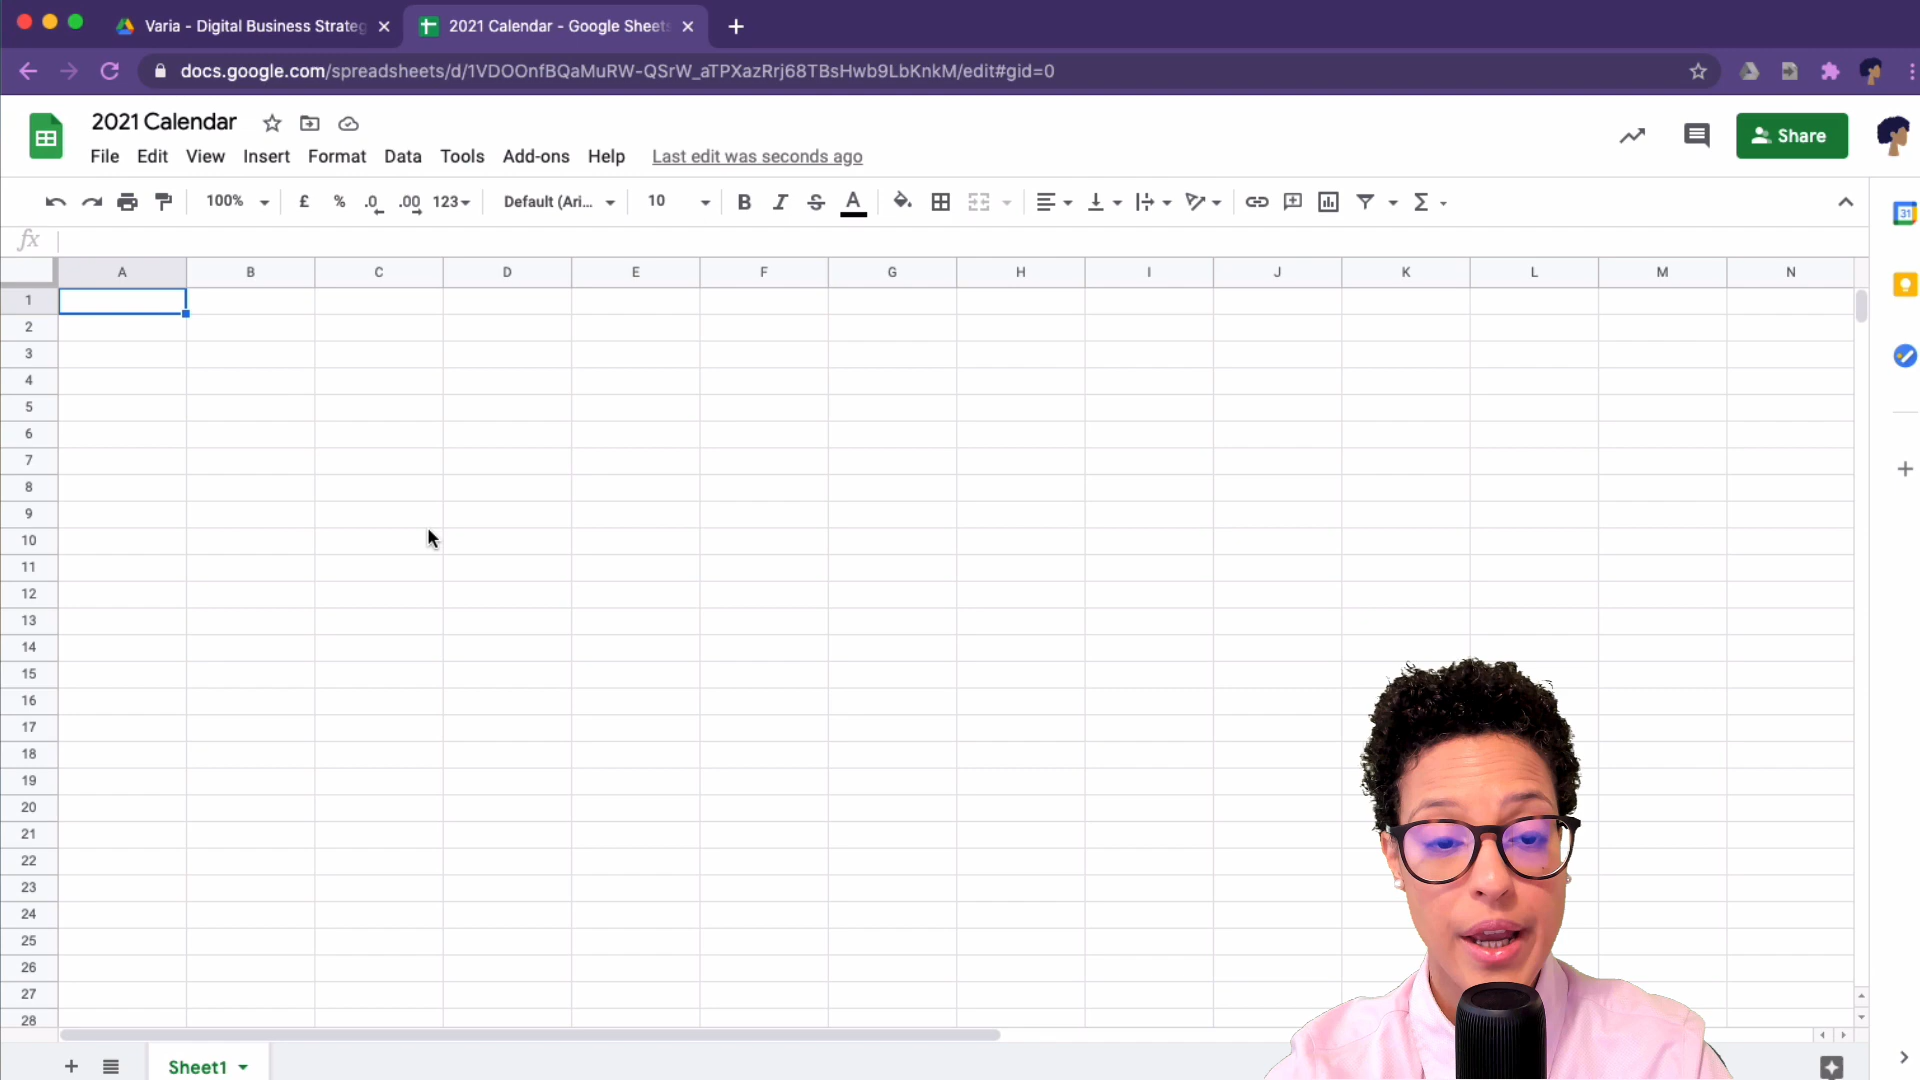 Varia - Digital Business Strateg
2021 Calendar - Google Sheets
docs.google.com/spreadsheets/d/1VDOOnfBQaMuRW-QSrW_aTPXazRrj68TBsHwb9LbKnkM/edit#gid=0
2021 Calendar
Share
File Edit View Insert Format Data Tools Add-ons Help Last edit was seconds ago
100% £ % .0 .00 123 Default (Ari... 10 B I S A Σ
31
fx
A B C D E F G H I J K L M N
1
2
3
4
5
6
7
8
9
10
11
12
13
14
15
16
17
18
19
20
21
22
23
24
25
26
27
28
Sheet1